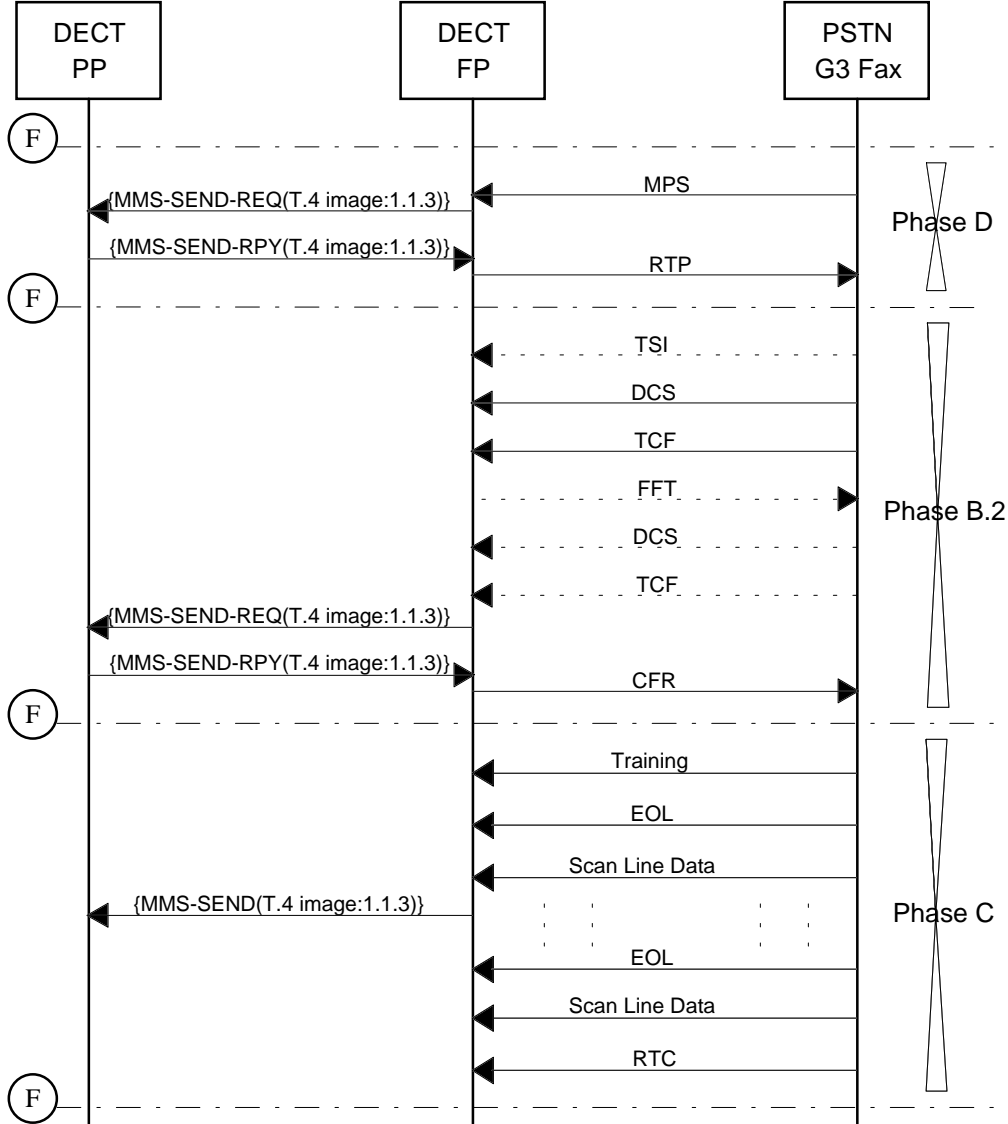 DECT
PP
DECT
FP
PSTN
G3 Fax
F
MPS
{MMS-SEND-REQ(T.4 image:1.1.3)}
Phase D
{MMS-SEND-RPY(T.4 image:1.1.3)}
RTP
F
TSI
DCS
TCF
FFT
Phase B.2
DCS
TCF
{MMS-SEND-REQ(T.4 image:1.1.3)}
{MMS-SEND-RPY(T.4 image:1.1.3)}
CFR
F
Training
EOL
Scan Line Data
{MMS-SEND(T.4 image:1.1.3)}
Phase C
EOL
Scan Line Data
RTC
F